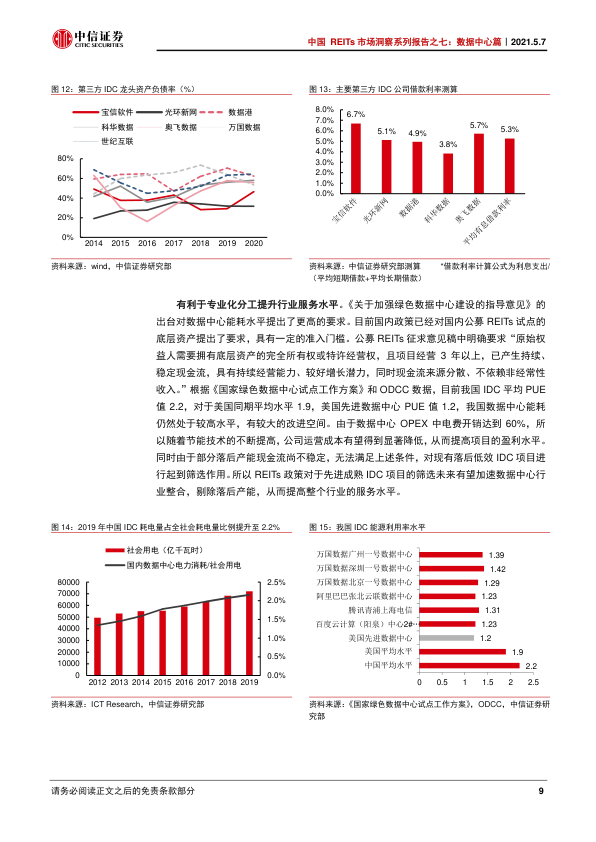 中信证券
CITIC SECURITIES
中国 REITs 市场洞察系列报告之七：数据中心篇｜2021.5.7
图 12：第三方 IDC 龙头资产负债率（%）
宝信软件 光环新网 数据港
科华数据 奥飞数据 万国数据
世纪互联
80%
60%
40%
20%
0%
2014 2015 2016 2017 2018 2019 2020
资料来源：wind，中信证券研究部
图 13：主要第三方 IDC 公司借款利率测算
8.0%
7.0%
6.0%
5.0%
4.0%
3.0%
2.0%
1.0%
0.0%
6.7%
5.1%
4.9%
3.8%
5.7%
5.3%
宝信软件
光环新网
数据港
科华数据
奥飞数据
平均有息借款利率
资料来源：中信证券研究部测算 *借款利率计算公式为利息支出/
（平均短期借款+平均长期借款）
有利于专业化分工提升行业服务水平。《关于加强绿色数据中心建设的指导意见》的
出台对数据中心能耗水平提出了更高的要求。目前国内政策已经对国内公募 REITs 试点的
底层资产提出了要求，具有一定的准入门槛。公募 REITs 征求意见稿中明确要求“原始权
益人需要拥有底层资产的完全所有权或特许经营权，且项目经营 3 年以上，已产生持续、
稳定现金流，具有持续经营能力、较好增长潜力，同时现金流来源分散、不依赖非经常性
收入。”根据《国家绿色数据中心试点工作方案》和 ODCC 数据，目前我国 IDC 平均 PUE
值 2.2，对于美国同期平均水平 1.9，美国先进数据中心 PUE 值 1.2，我国数据中心能耗
仍然处于较高水平，有较大的改进空间。由于数据中心 OPEX 中电费开销达到 60%，所
以随着节能技术的不断提高，公司运营成本有望得到显著降低，从而提高项目的盈利水平。
同时由于部分落后产能现金流尚不稳定，无法满足上述条件，对现有落后低效 IDC 项目进
行起到筛选作用。所以 REITs 政策对于先进成熟 IDC 项目的筛选未来有望加速数据中心行
业整合，剔除落后产能，从而提高整个行业的服务水平。
图 14：2019 年中国 IDC 耗电量占全社会耗电量比例提升至 2.2%
社会用电（亿千瓦时）
国内数据中心电力消耗/社会用电
80000
70000
60000
50000
40000
30000
20000
10000
0
2.5%
2.0%
1.5%
1.0%
0.5%
0.0%
2012 2013 2014 2015 2016 2017 2018 2019
资料来源：ICT Research，中信证券研究部
图 15：我国 IDC 能源利用率水平
万国数据广州一号数据中心 1.39
万国数据深圳一号数据中心 1.42
万国数据北京一号数据中心 1.29
阿里巴巴张北云联数据中心 1.23
腾讯青浦上海电信 1.31
百度云计算（阳泉）中心2#… 1.23
美国先进数据中心 1.2
美国平均水平 1.9
中国平均水平 2.2
0 0.5 1 1.5 2 2.5
资料来源：《国家绿色数据中心试点工作方案》，ODCC，中信证券研
究部
请务必阅读正文之后的免责条款部分 9